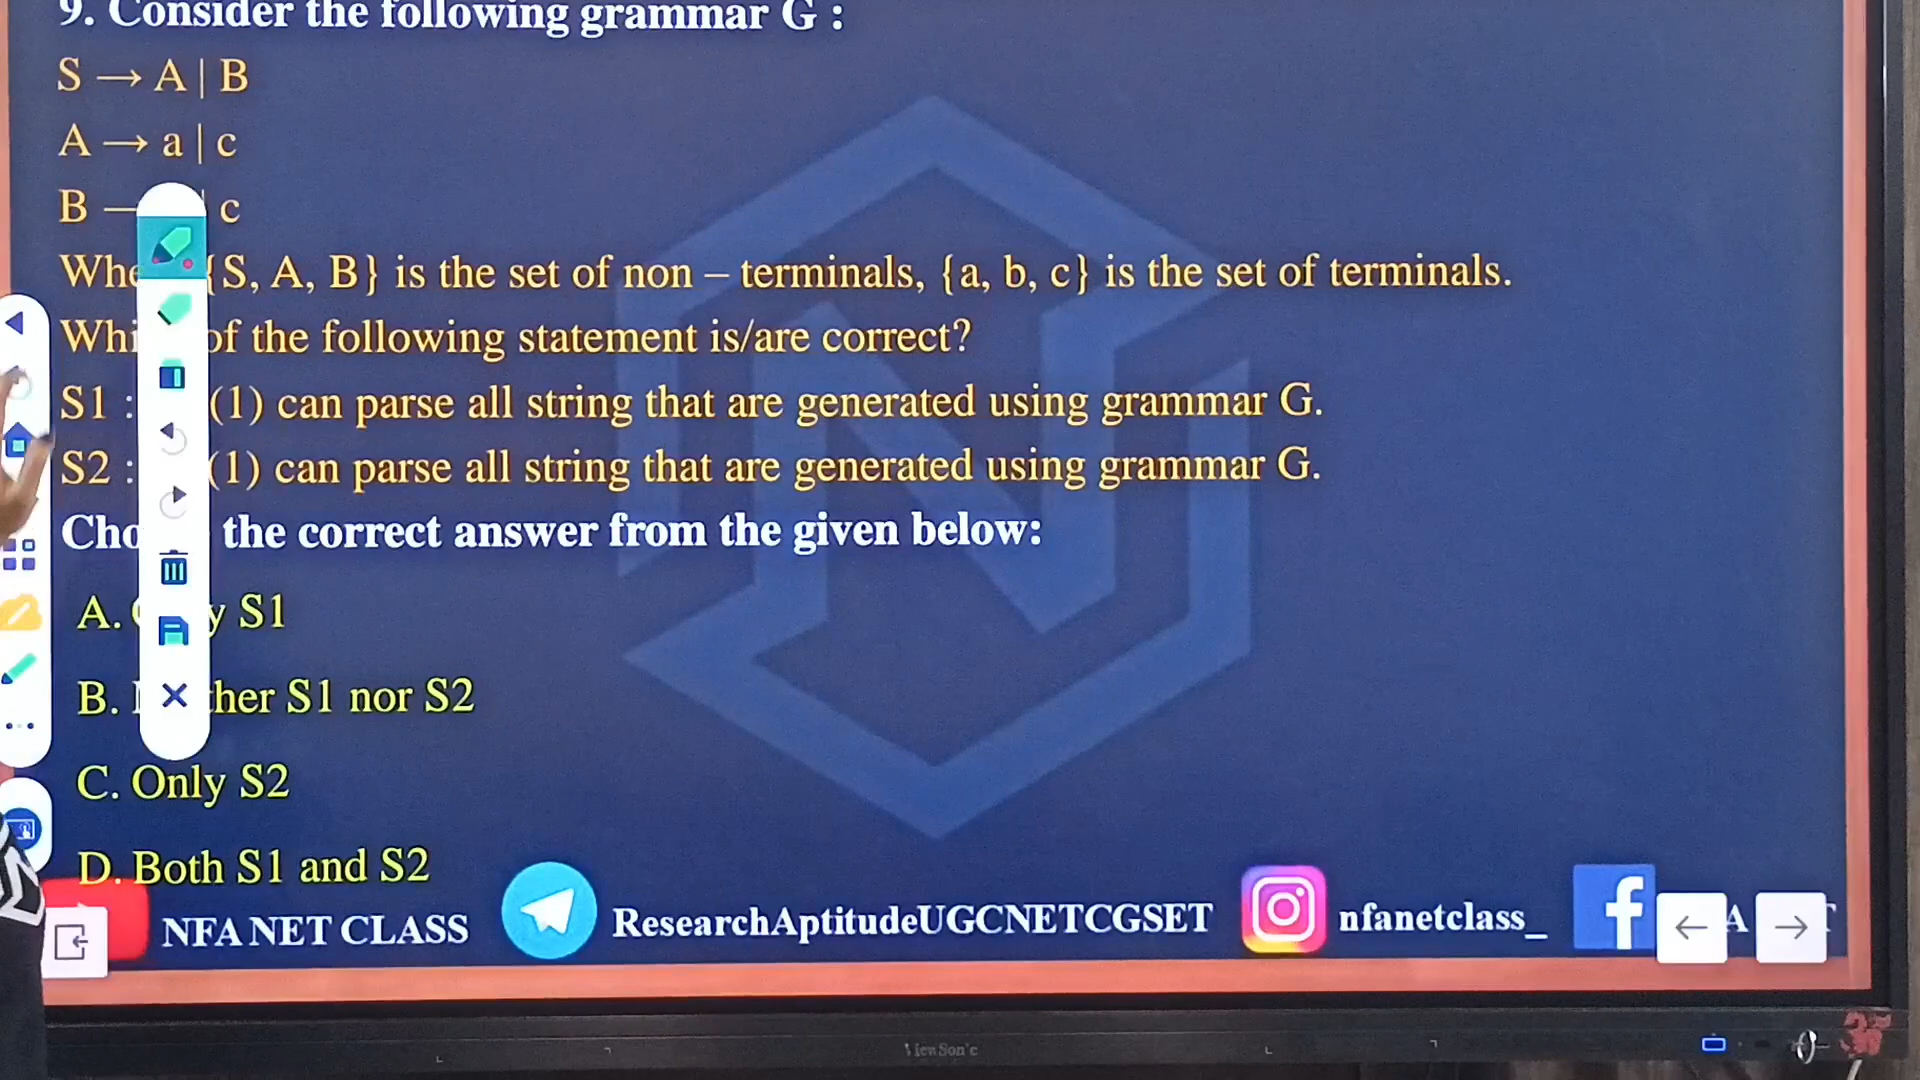 9. Consider the following grammar G :
S → A | B
A → a | c
B | c
{S, A, B} is the set of non – terminals, {a, b, c} is the set of terminals.
of the following statement is/are correct?
S1 : (1) can parse all string that are generated using grammar G.
S2 : (1) can parse all string that are generated using grammar G.
the correct answer from the given below:
A. S1
B. S1 nor S2
C. Only S2
D. Both S1 and S2
NFA NET CLASS ResearchAptitudeUGCNETCGSET nfanetclass_
ViewSonic